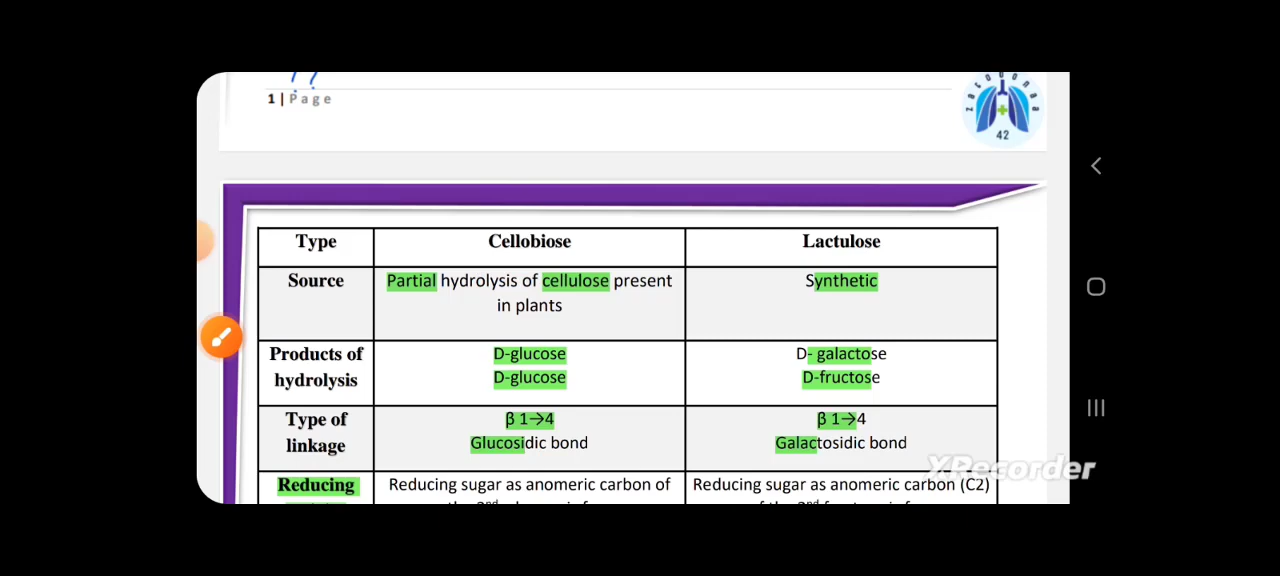 1 | Page
zatooonaa
42
Type Cellobiose Lactulose
Source Partial hydrolysis of cellulose present Synthetic
in plants
Products of D-glucose D- galactose
hydrolysis D-glucose D-fructose
Type of β 1→4 β 1→4
linkage Glucosidic bond Galactosidic bond
XRecorder
Reducing Reducing sugar as anomeric carbon of Reducing sugar as anomeric carbon (C2)